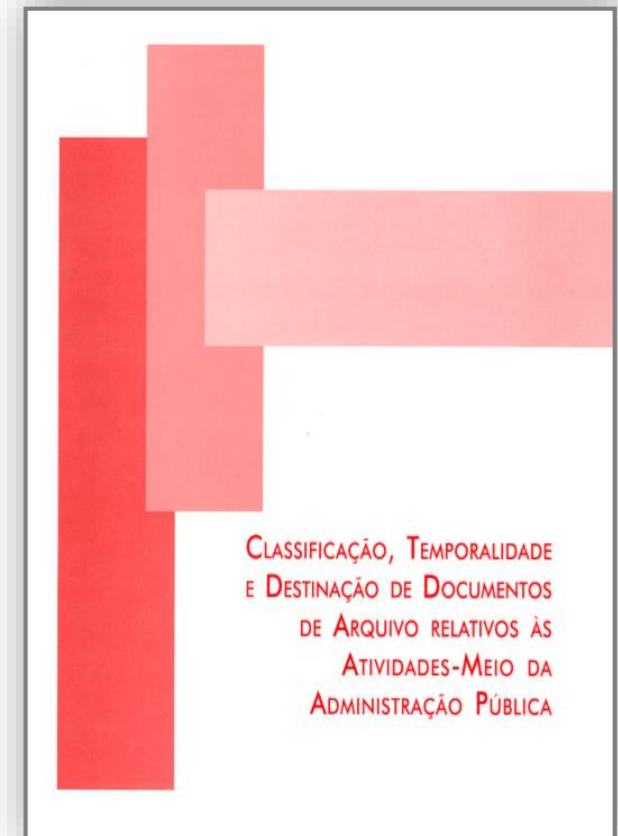 CLASSIFICAÇÃO, TEMPORALIDADE
E DESTINAÇÃO DE DOCUMENTOS
DE ARQUIVO RELATIVOS ÀS
ATIVIDADES-MEIO DA
ADMINISTRAÇÃO PÚBLICA